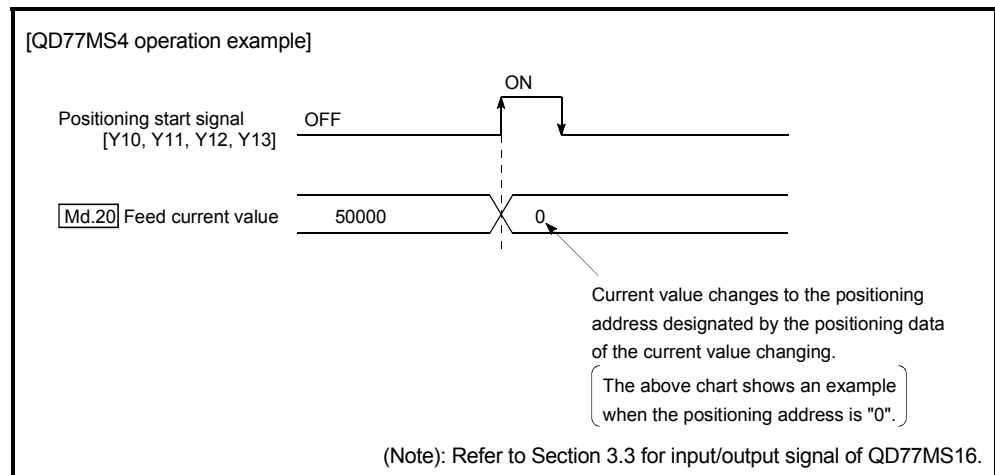 [QD77MS4 operation example]
ON
Positioning start signal
[Y10, Y11, Y12, Y13]
OFF
Md.20 Feed current value
50000
0
Current value changes to the positioning
address designated by the positioning data
of the current value changing.
The above chart shows an example
when the positioning address is "0".
(Note): Refer to Section 3.3 for input/output signal of QD77MS16.